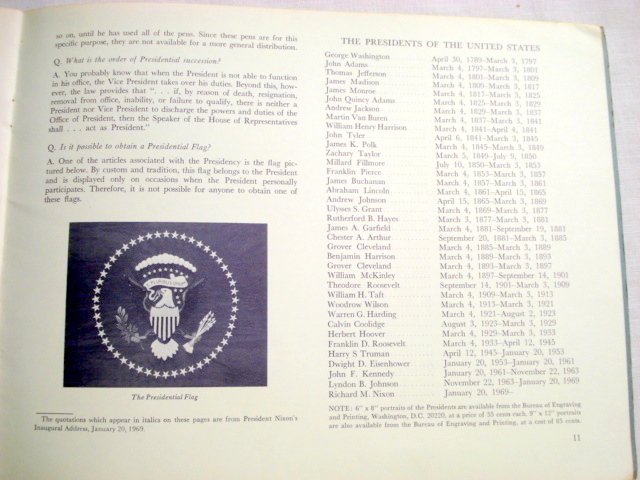 so on, until he has used all of the pens. Since these pens are for this
specific purpose, they are not available for a more general distribution.
Q. What is the order of Presidential succession?
A. You probably know that when the President is not able to function
in his office, the Vice President takes over his duties. Beyond this, how-
ever, the law provides that ". . . if, by reason of death, resignation,
removal from office, inability, or failure to qualify, there is neither a
President nor Vice President to discharge the powers and duties of the
Office of President, then the Speaker of the House of Representatives
shall . . . act as President."
Q. Is it possible to obtain a Presidential Flag?
A. One of the articles associated with the Presidency is the flag pic-
tured below. By custom and tradition, this flag belongs to the President
and is displayed only on occasions when the President personally
participates. Therefore, it is not possible for anyone to obtain one of
these flags.
The Presidential Flag
The quotations which appear in italics on these pages are from President Nixon's
Inaugural Address, January 20, 1969.
THE PRESIDENTS OF THE UNITED STATES
George Washington April 30, 1789–March 3, 1797
John Adams March 4, 1797–March 3, 1801
Thomas Jefferson March 4, 1801–March 3, 1809
James Madison March 4, 1809–March 3, 1817
James Monroe March 4, 1817–March 3, 1825
John Quincy Adams March 4, 1825–March 3, 1829
Andrew Jackson March 4, 1829–March 3, 1837
Martin Van Buren March 4, 1837–March 3, 1841
William Henry Harrison March 4, 1841–April 4, 1841
John Tyler April 6, 1841–March 3, 1845
James K. Polk March 4, 1845–March 3, 1849
Zachary Taylor March 5, 1849–July 9, 1850
Millard Fillmore July 10, 1850–March 3, 1853
Franklin Pierce March 4, 1853–March 3, 1857
James Buchanan March 4, 1857–March 3, 1861
Abraham Lincoln March 4, 1861–April 15, 1865
Andrew Johnson April 15, 1865–March 3, 1869
Ulysses S. Grant March 4, 1869–March 3, 1877
Rutherford B. Hayes March 3, 1877–March 3, 1881
James A. Garfield March 4, 1881–September 19, 1881
Chester A. Arthur September 20, 1881–March 3, 1885
Grover Cleveland March 4, 1885–March 3, 1889
Benjamin Harrison March 4, 1889–March 3, 1893
Grover Cleveland March 4, 1893–March 3, 1897
William McKinley March 4, 1897–September 14, 1901
Theodore Roosevelt September 14, 1901–March 3, 1909
William H. Taft March 4, 1909–March 3, 1913
Woodrow Wilson March 4, 1913–March 3, 1921
Warren G. Harding March 4, 1921–August 2, 1923
Calvin Coolidge August 3, 1923–March 3, 1929
Herbert Hoover March 4, 1929–March 3, 1933
Franklin D. Roosevelt March 4, 1933–April 12, 1945
Harry S Truman April 12, 1945–January 20, 1953
Dwight D. Eisenhower January 20, 1953–January 20, 1961
John F. Kennedy January 20, 1961–November 22, 1963
Lyndon B. Johnson November 22, 1963–January 20, 1969
Richard M. Nixon January 20, 1969–
NOTE: 6" x 8" portraits of the Presidents are available from the Bureau of Engraving
and Printing, Washington, D.C. 20220, at a price of 55 cents each. 9" x 12" portraits
are also available from the Bureau of Engraving and Printing, at a cost of 85 cents.
11